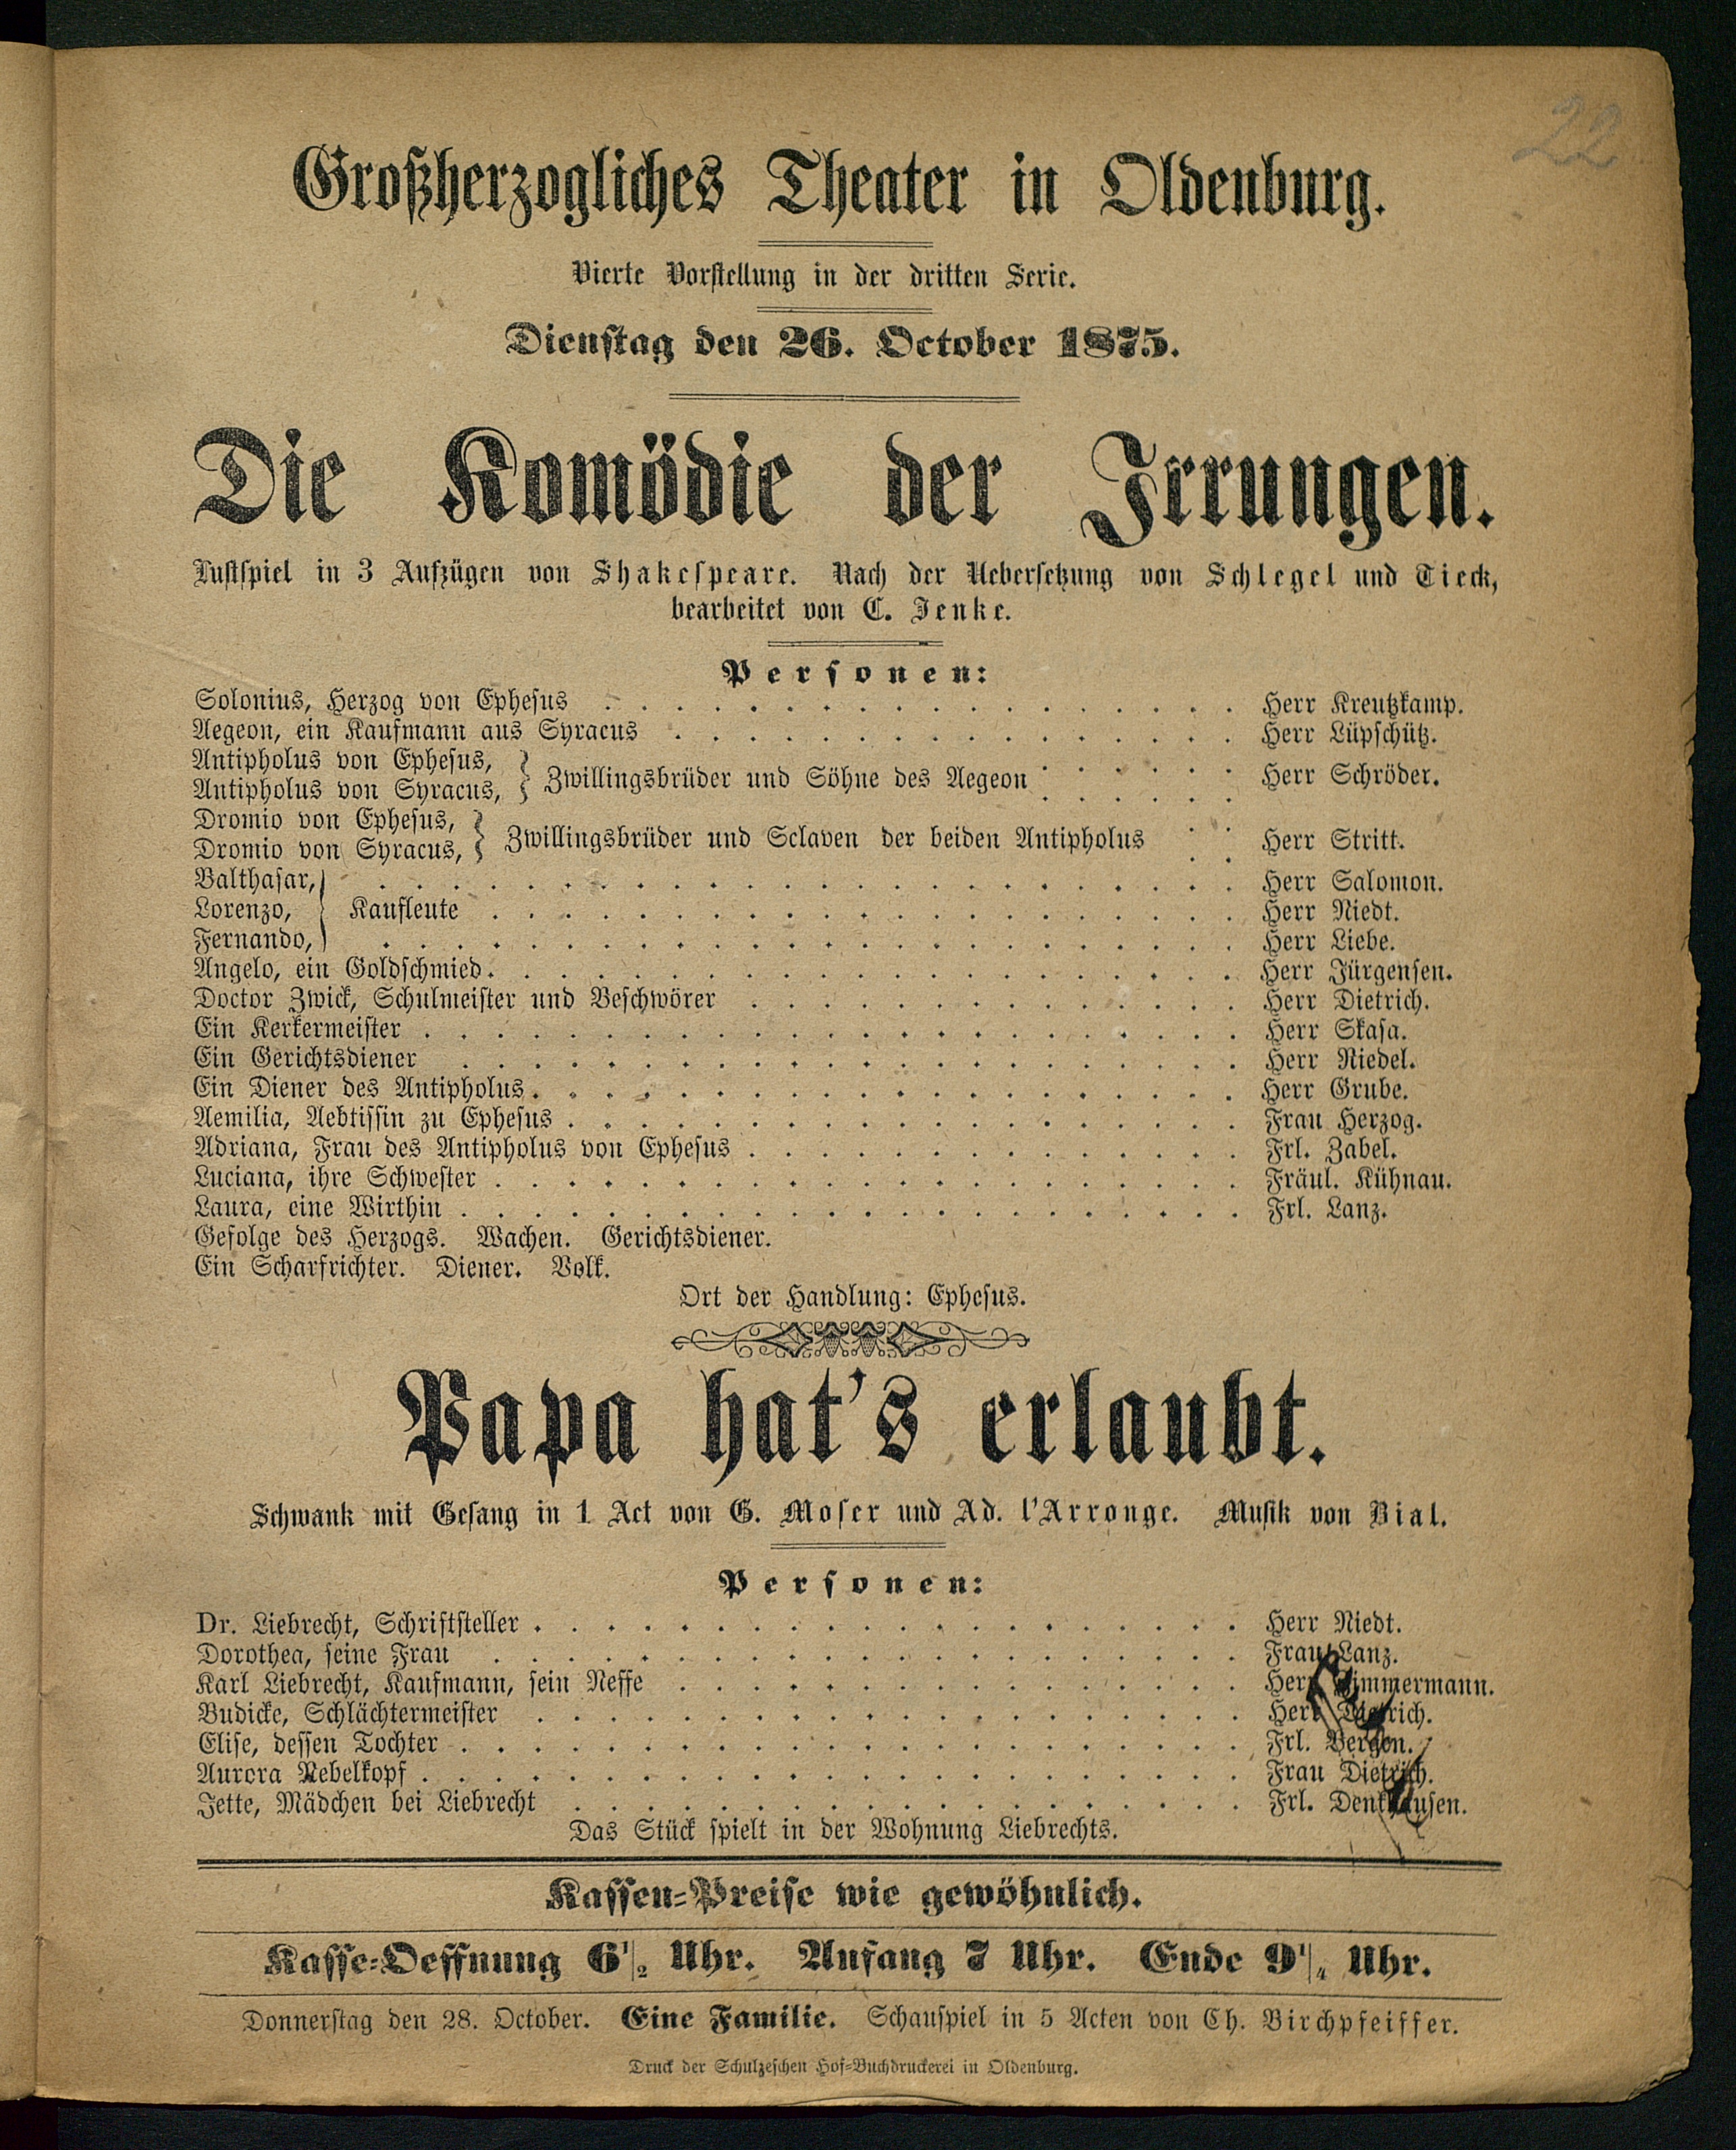 22
Großherzogliches Theater in Oldenburg.
Vierte Vorstellung in der dritten Serie.
Dienstag den 26. October 1875.
Die Komödie der Irrungen.
Lustspiel in 3 Aufzügen von Shakespeare. Nach der Uebersetzung von Schlegel und Tieck,
bearbeitet von C. Jenke.
Personen:
Solonius, Herzog von Ephesus . . . . . . . . . . . . . . . . . . Herr Kreutzkamp.
Aegeon, ein Kaufmann aus Syracus . . . . . . . . . . . . . . . . Herr Lüpschütz.
Antipholus von Ephesus,
Antipholus von Syracus, } Zwillingsbrüder und Söhne des Aegeon . . . . . . Herr Schröder.
Dromio von Ephesus,
Dromio von Syracus, } Zwillingsbrüder und Sclaven der beiden Antipholus . . Herr Stritt.
Balthasar, . . . . . . . . . . . . . . . . . . . . . . . . Herr Salomon.
Lorenzo, } Kaufleute . . . . . . . . . . . . . . . . . . . . . Herr Niedt.
Fernando, . . . . . . . . . . . . . . . . . . . . . . . . Herr Liebe.
Angelo, ein Goldschmied. . . . . . . . . . . . . . . . . . . . . Herr Jürgensen.
Doctor Zwick, Schulmeister und Beschwörer . . . . . . . . . . . . . . Herr Dietrich.
Ein Kerkermeister . . . . . . . . . . . . . . . . . . . . . . . Herr Skasa.
Ein Gerichtsdiener . . . . . . . . . . . . . . . . . . . . . . Herr Riedel.
Ein Diener des Antipholus. . . . . . . . . . . . . . . . . . . . Herr Grube.
Aemilia, Aebtissin zu Ephesus . . . . . . . . . . . . . . . . . . . Frau Herzog.
Adriana, Frau des Antipholus von Ephesus . . . . . . . . . . . . . . Frl. Zabel.
Luciana, ihre Schwester . . . . . . . . . . . . . . . . . . . . . Fräul. Kühnau.
Laura, eine Wirthin . . . . . . . . . . . . . . . . . . . . . . Frl. Lanz.
Gefolge des Herzogs. Wachen. Gerichtsdiener.
Ein Scharfrichter. Diener. Volk.
Ort der Handlung: Ephesus.
Papa hat's erlaubt.
Schwank mit Gesang in 1 Act von G. Moser und Ad. l'Arronge. Musik von Bial.
Personen:
Dr. Liebrecht, Schriftsteller . . . . . . . . . . . . . . . . . . . . Herr Niedt.
Dorothea, seine Frau . . . . . . . . . . . . . . . . . . . . . Frau Lanz.
Karl Liebrecht, Kaufmann, sein Neffe . . . . . . . . . . . . . . . . Herr Zimmermann.
Budicke, Schlächtermeister . . . . . . . . . . . . . . . . . . . . Herr Dietrich.
Elise, dessen Tochter . . . . . . . . . . . . . . . . . . . . . . Frl. Bergen.
Aurora Nebelkopf . . . . . . . . . . . . . . . . . . . . . . . Frau Dietrich.
Jette, Mädchen bei Liebrecht . . . . . . . . . . . . . . . . . . . Frl. Denkhausen.
Das Stück spielt in der Wohnung Liebrechts.
Kassen-Preise wie gewöhnlich.
Kasse-Oeffnung 6 1/2 Uhr. Anfang 7 Uhr. Ende 9 1/4 Uhr.
Donnerstag den 28. October. Eine Familie. Schauspiel in 5 Acten von Ch. Birchpfeiffer.
Druck der Schulzeschen Hof-Buchdruckerei in Oldenburg.